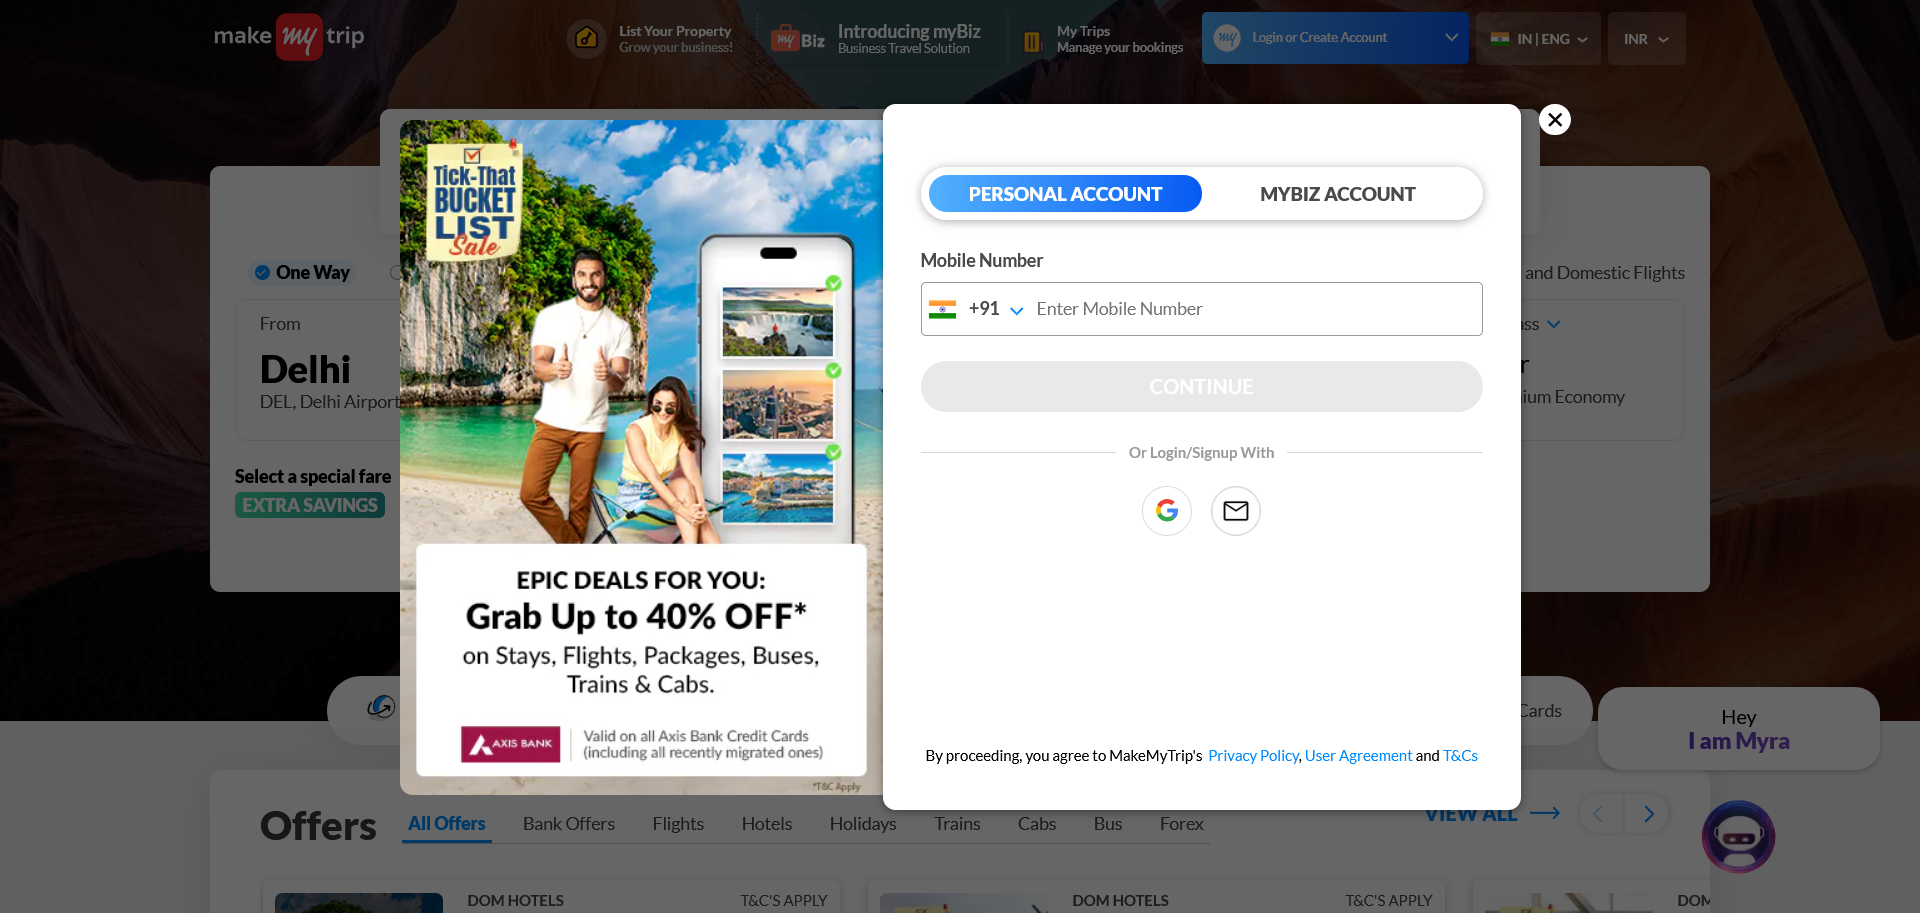 make my trip
List Your Property
Grow your business!
my Biz
Introducing myBiz
Business Travel Solution
My Trips
Manage your bookings
my
Login or Create Account
IN | ENG
INR
Tick-That
BUCKET
LIST
Sale
EPIC DEALS FOR YOU:
Grab Up to 40% OFF*
on Stays, Flights, Packages, Buses,
Trains & Cabs.
AXIS BANK
Valid on all Axis Bank Credit Cards
(including all recently migrated ones)
*T&C Apply
PERSONAL ACCOUNT
MYBIZ ACCOUNT
Mobile Number
+91
Enter Mobile Number
CONTINUE
Or Login/Signup With
By proceeding, you agree to MakeMyTrip's Privacy Policy, User Agreement and T&Cs
One Way
and Domestic Flights
From
Delhi
DEL, Delhi Airport
Economy
Select a special fare
EXTRA SAVINGS
Cards
Hey
I am Myra
Offers
All Offers
Bank Offers
Flights
Hotels
Holidays
Trains
Cabs
Bus
Forex
VIEW ALL
DOM HOTELS
T&C'S APPLY
DOM HOTELS
T&C'S APPLY
DOM